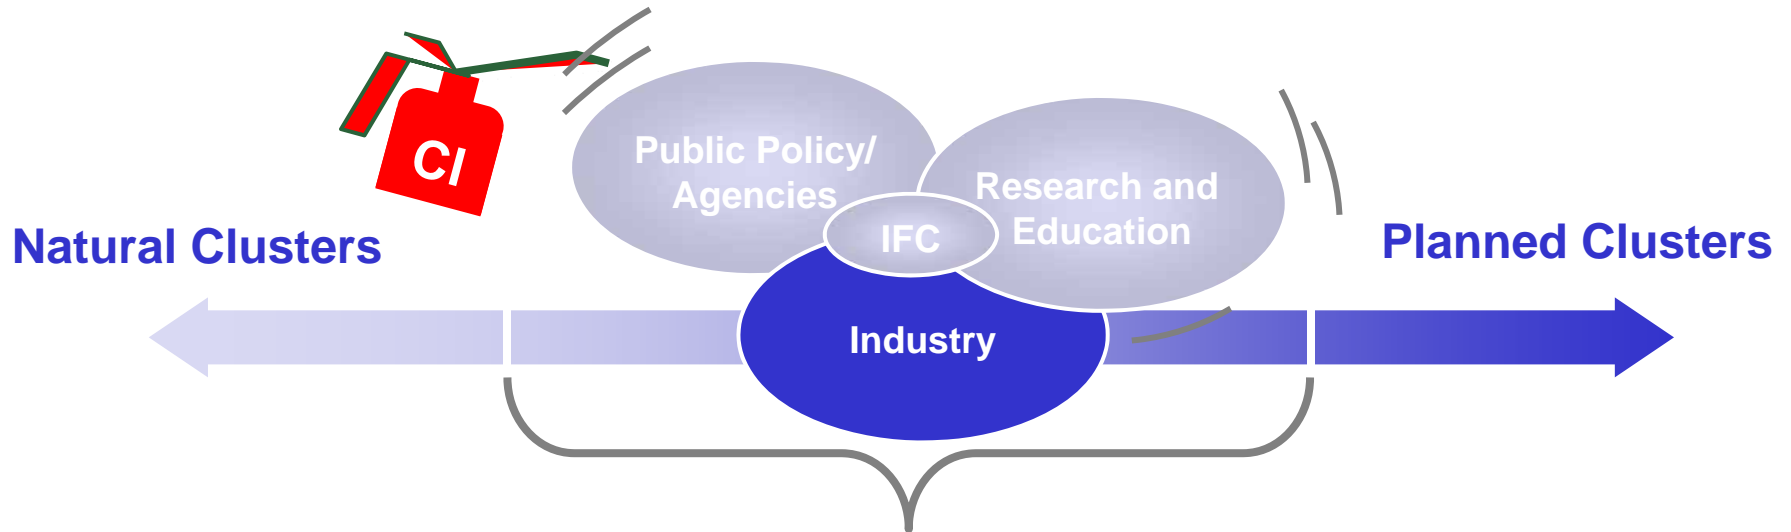 CI
Public Policy/
Agencies
Research and
Education
IFC
Natural Clusters
Planned Clusters
Industry